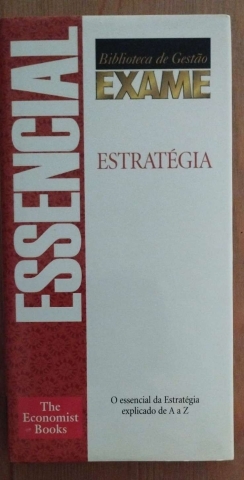 ESSENCIAL
Biblioteca de Gestão
EXAME
ESTRATÉGIA
O essencial da Estratégia
explicado de A a Z
The
Economist
Books